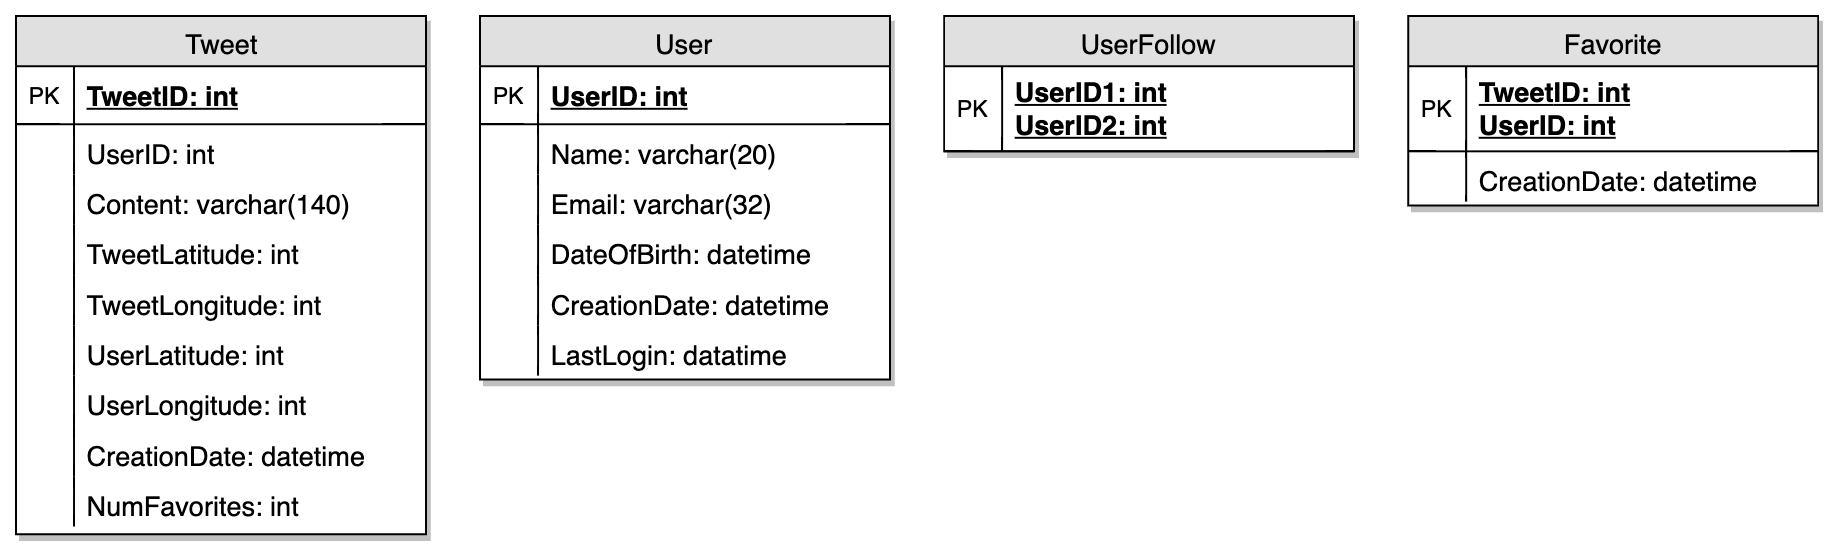 Tweet
PK
TweetID: int
UserID: int
Content: varchar(140)
TweetLatitude: int
TweetLongitude: int
UserLatitude: int
UserLongitude: int
CreationDate: datetime
NumFavorites: int
User
PK
UserID: int
Name: varchar(20)
Email: varchar(32)
DateOfBirth: datetime
CreationDate: datetime
LastLogin: datatime
UserFollow
PK
UserID1: int
UserID2: int
Favorite
PK
TweetID: int
UserID: int
CreationDate: datetime